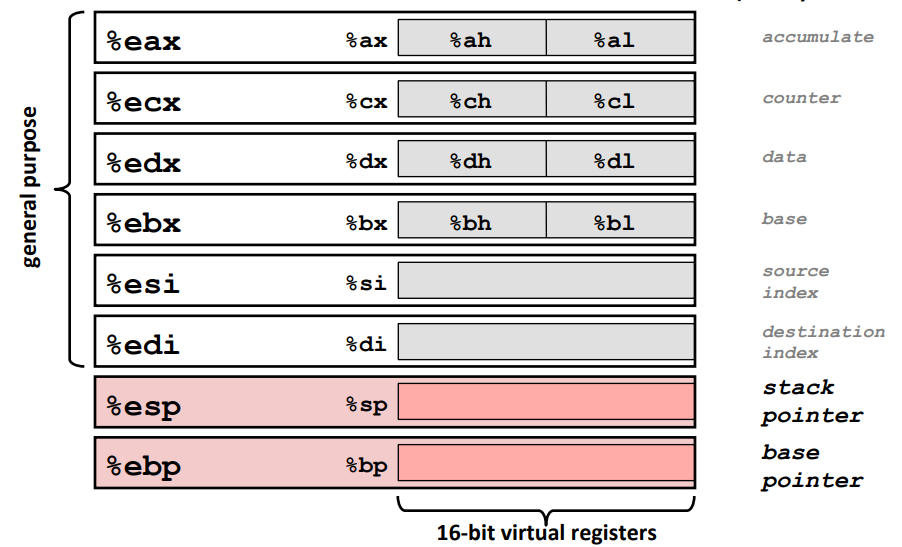 general purpose
%eax %ax %ah %al accumulate
%ecx %cx %ch %cl counter
%edx %dx %dh %dl data
%ebx %bx %bh %bl base
%esi %si source
index
%edi %di destination
index
%esp %sp stack
pointer
%ebp %bp base
pointer
16-bit virtual registers